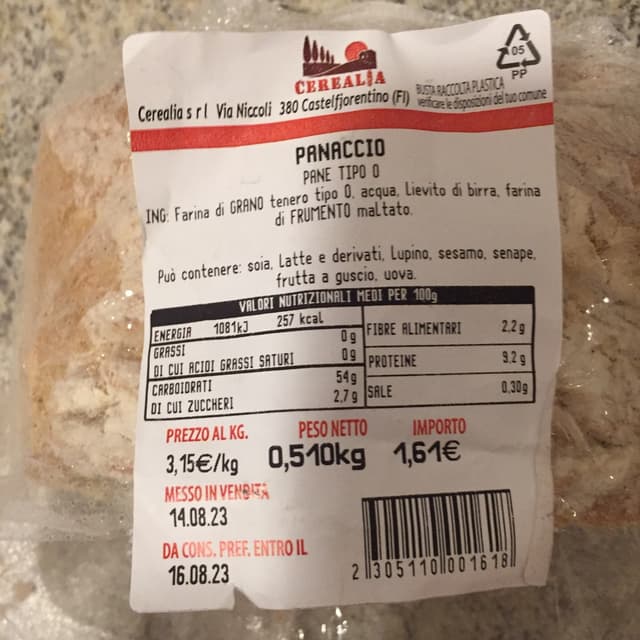 CEREALIA
05
PP
Cerealia s r l Via Niccoli 380 Castelfiorentino (FI)
BUSTA RACCOLTA PLASTICA
verificare le disposizioni del tuo comune
PANACCIO
PANE TIPO 0
ING: Farina di GRANO tenero tipo 0, acqua, Lievito di birra, farina
di FRUMENTO maltato.
Può contenere: soia, Latte e derivati, Lupino, sesamo, senape,
frutta a guscio, uova.
VALORI NUTRIZIONALI MEDI PER 100g
ENERGIA 1081kJ 257 kcal
GRASSI 0g
DI CUI ACIDI GRASSI SATURI 0g
CARBOIDRATI 54g
DI CUI ZUCCHERI 2,7g
FIBRE ALIMENTARI 2,2g
PROTEINE 9,2g
SALE 0,30g
PREZZO AL KG. PESO NETTO IMPORTO
3,15€/kg 0,510kg 1,61€
MESSO IN VENDITA
14.08.23
DA CONS. PREF. ENTRO IL
16.08.23
2 305110 001618